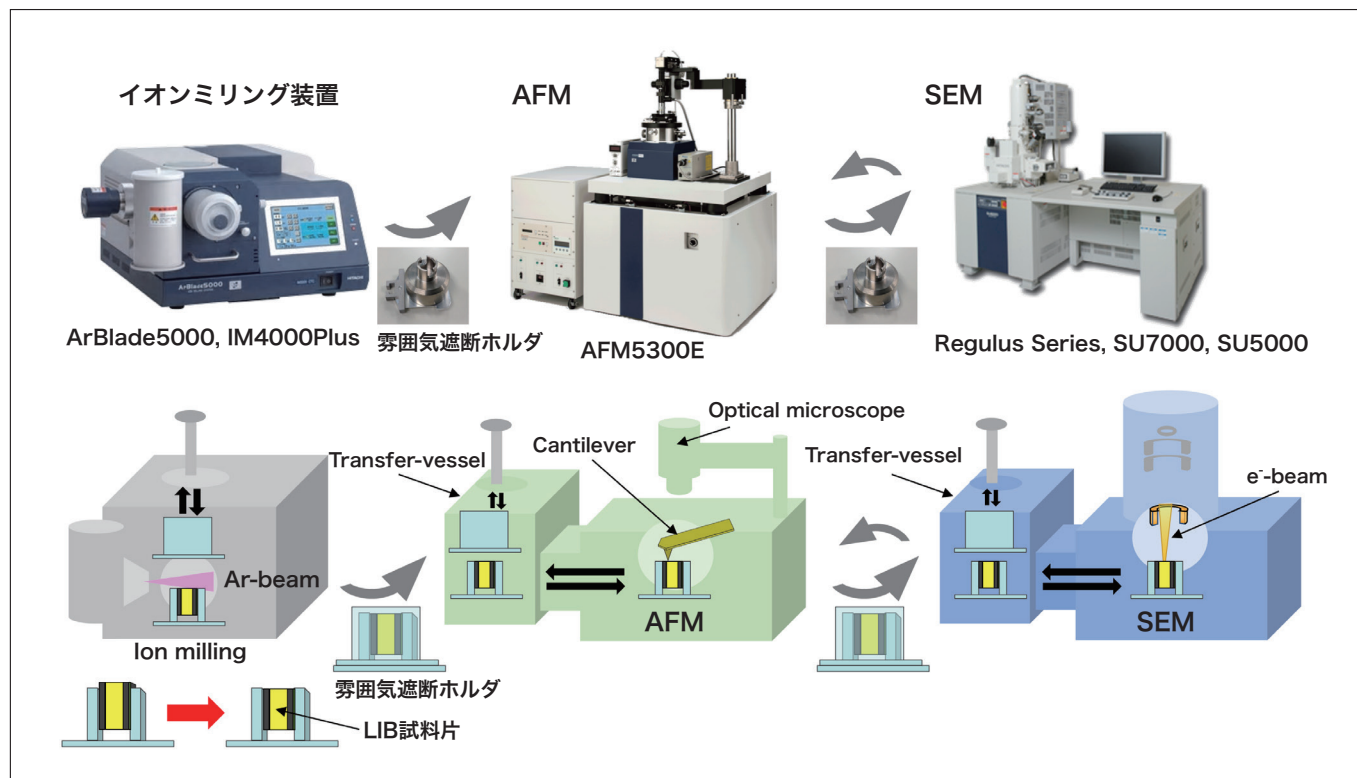 イオンミリング装置
AFM
SEM
ArBlade5000
HITACHI
ArBlade5000, IM4000Plus
雰囲気遮断ホルダ
AFM5300E
Regulus Series, SU7000, SU5000
Optical microscope
Cantilever
Transfer-vessel
Transfer-vessel
e⁻-beam
Ar-beam
AFM
SEM
Ion milling
雰囲気遮断ホルダ
LIB試料片